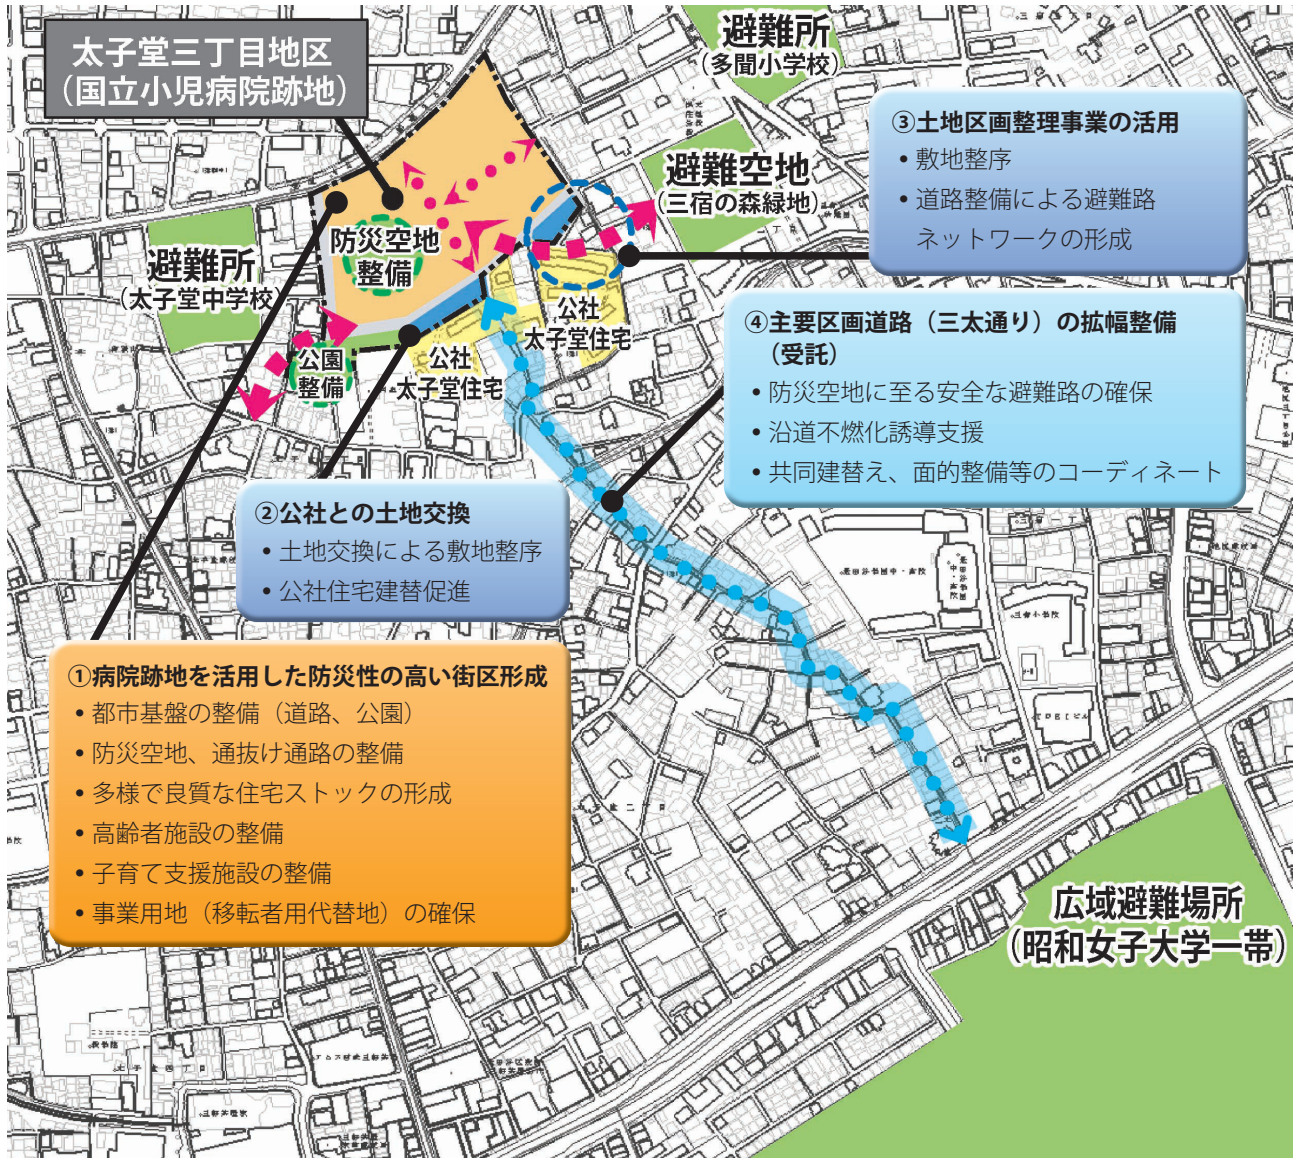 太子堂三丁目地区
（国立小児病院跡地）
避難所
（多聞小学校）
③土地区画整理事業の活用
• 敷地整序
• 道路整備による避難路
ネットワークの形成
避難空地
（三宿の森緑地）
防災空地
整備
避難所
（太子堂中学校）
公園
整備
公社
太子堂住宅
公社
太子堂住宅
④主要区画道路（三太通り）の拡幅整備
（受託）
• 防災空地に至る安全な避難路の確保
• 沿道不燃化誘導支援
• 共同建替え、面的整備等のコーディネート
②公社との土地交換
• 土地交換による敷地整序
• 公社住宅建替促進
①病院跡地を活用した防災性の高い街区形成
• 都市基盤の整備（道路、公園）
• 防災空地、通抜け通路の整備
• 多様で良質な住宅ストックの形成
• 高齢者施設の整備
• 子育て支援施設の整備
• 事業用地（移転者用代替地）の確保
広域避難場所
（昭和女子大学一帯）